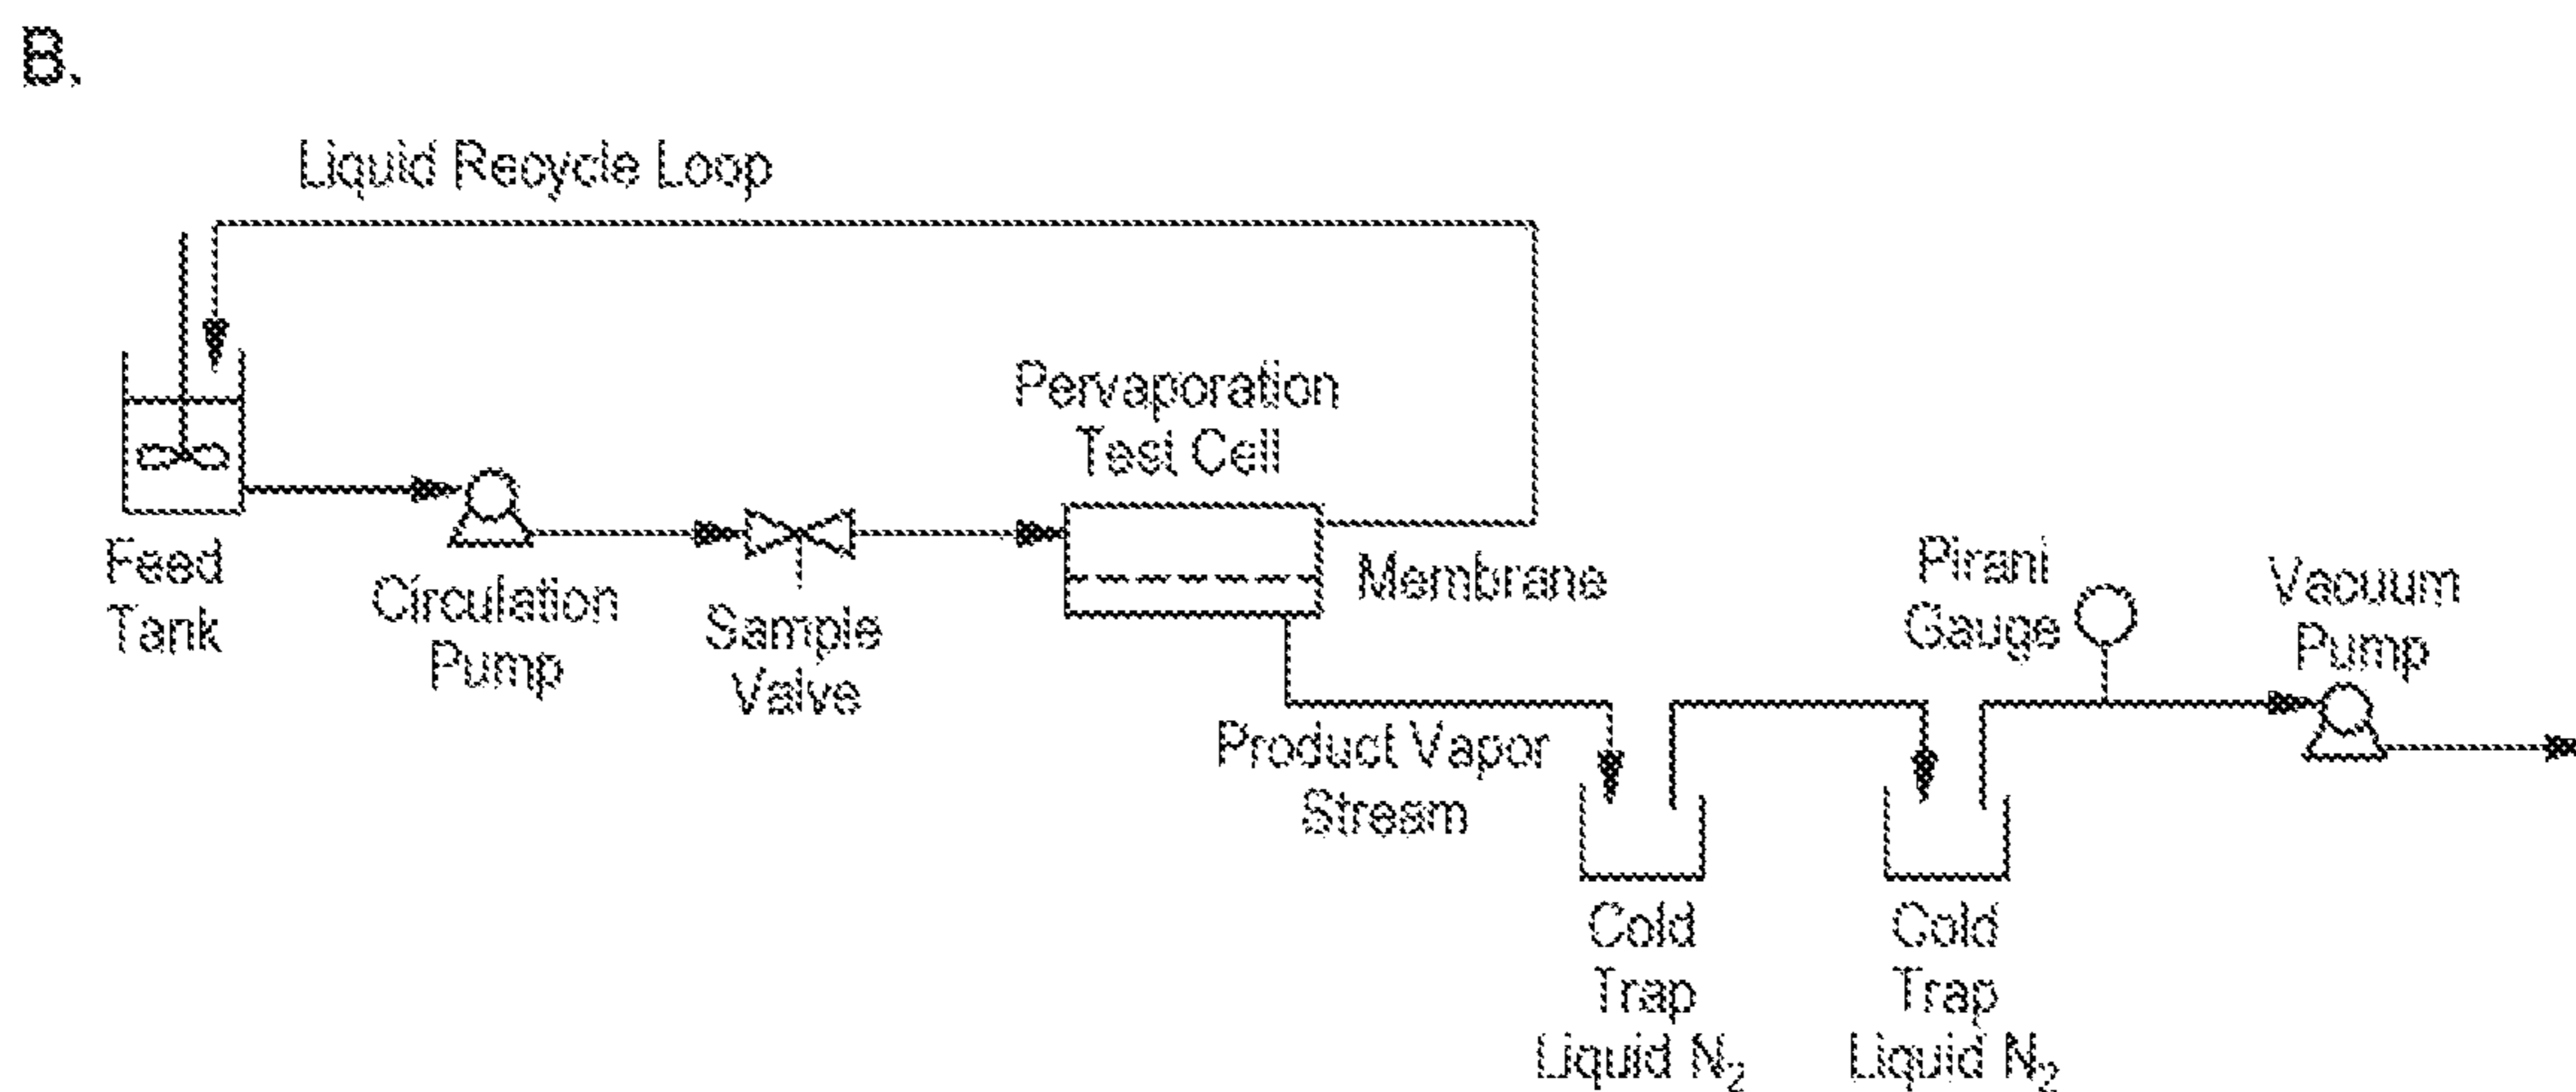 B.
Liquid Recycle Loop
Pervaporation
Test Cell
Feed
Tank
Circulation
Pump
Sample
Valve
Membrane
Product Vapor
Stream
Pirani
Gauge
Vacuum
Pump
Cold
Trap
Liquid N₂
Cold
Trap
Liquid N₂